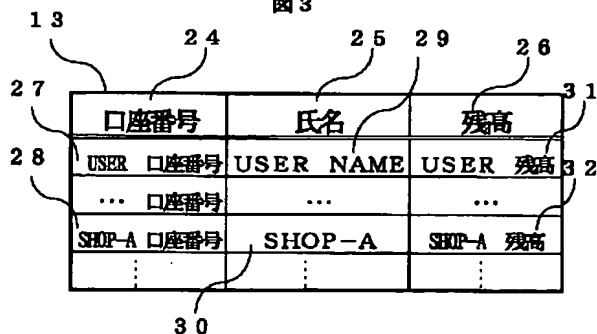 図3
13 24 25 29 26
27 28 31 32
口座番号 氏名 残高
USER 口座番号 USER NAME USER 残高
… 口座番号 … …
SHOP-A 口座番号 SHOP-A SHOP-A 残高
30